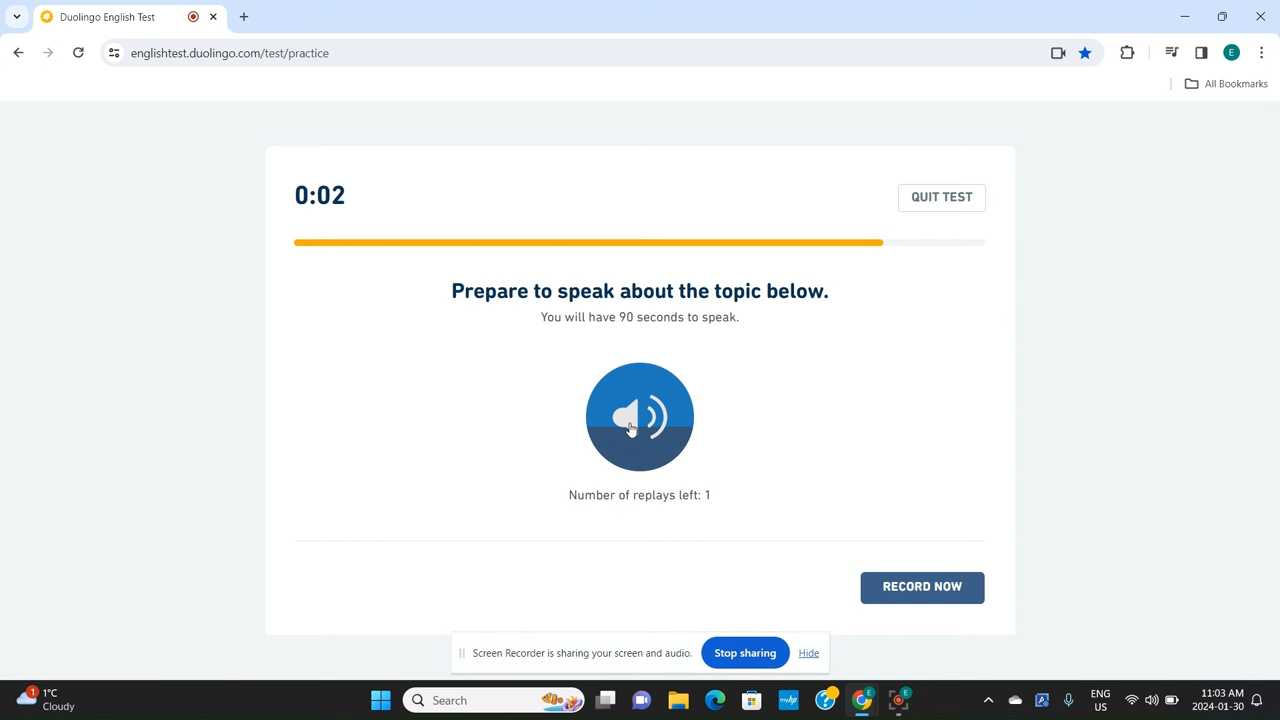 Duolingo English Test
englishtest.duolingo.com/test/practice
E
All Bookmarks
0:02
QUIT TEST
Prepare to speak about the topic below.
You will have 90 seconds to speak.
Number of replays left: 1
RECORD NOW
Screen Recorder is sharing your screen and audio.
Stop sharing
Hide
1
1°C
Cloudy
Search
myhp
E
E
ENG
US
11:03 AM
2024-01-30